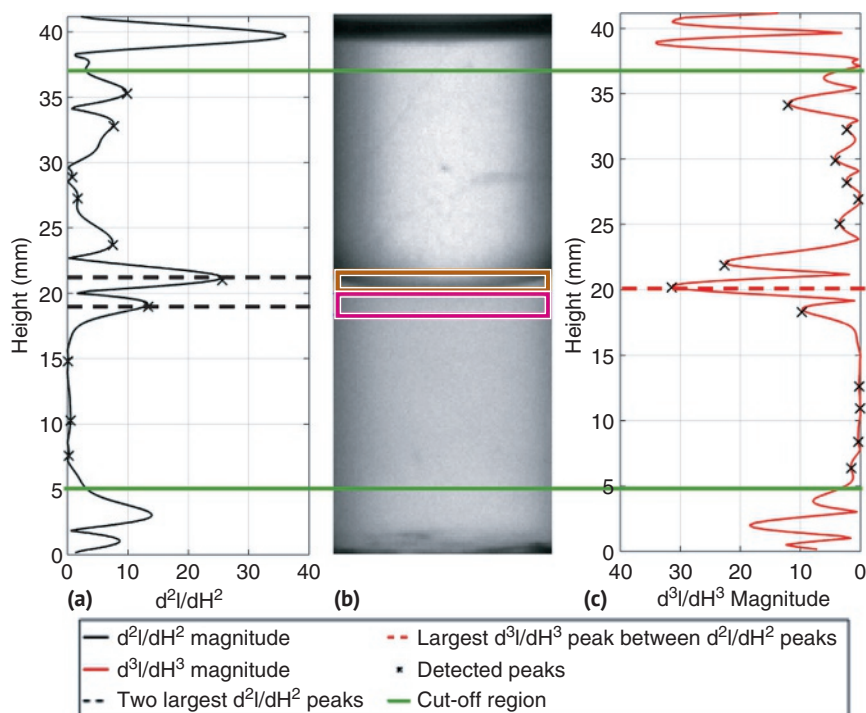 40
35
30
25
20
15
10
5
0
Height (mm)
0 10 20 30 40
(a)
d²I/dH²
(b)
40
35
30
25
20
15
10
5
0
Height (mm)
40 30 20 10 0
(c)
d³I/dH³ Magnitude
d²I/dH² magnitude
d³I/dH³ magnitude
Two largest d²I/dH² peaks
Largest d³I/dH³ peak between d²I/dH² peaks
Detected peaks
Cut-off region